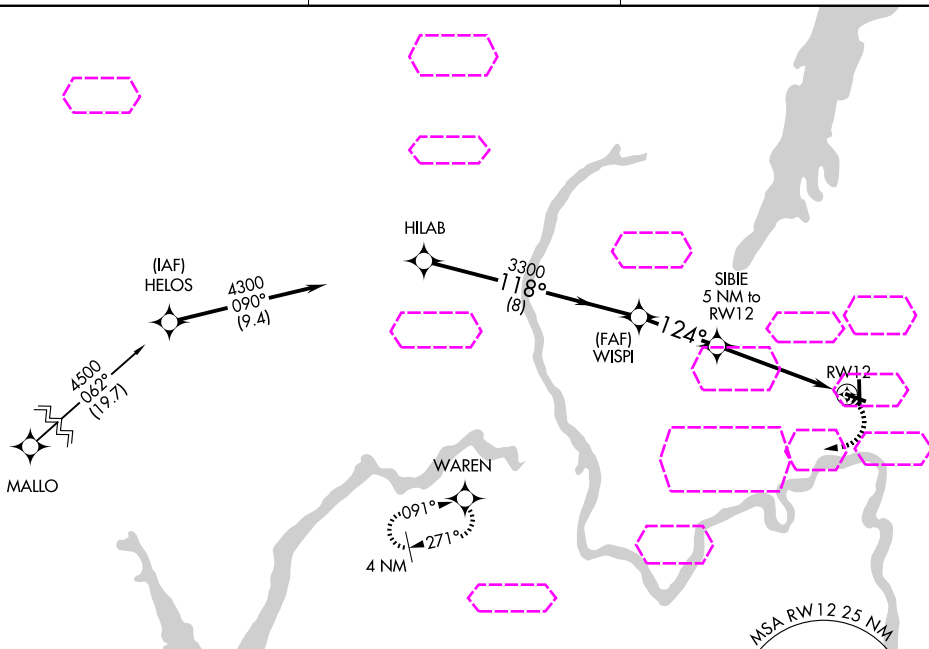 HILAB
(IAF)
HELOS
4300
090°
(9.4)
3300
118°
(8)
SIBIE
5 NM to
RW12
(FAF)
WISPI
124°
RW12
4500
062°
(19.7)
MALLO
WAREN
091°
271°
4 NM
MSA RW12 25 NM